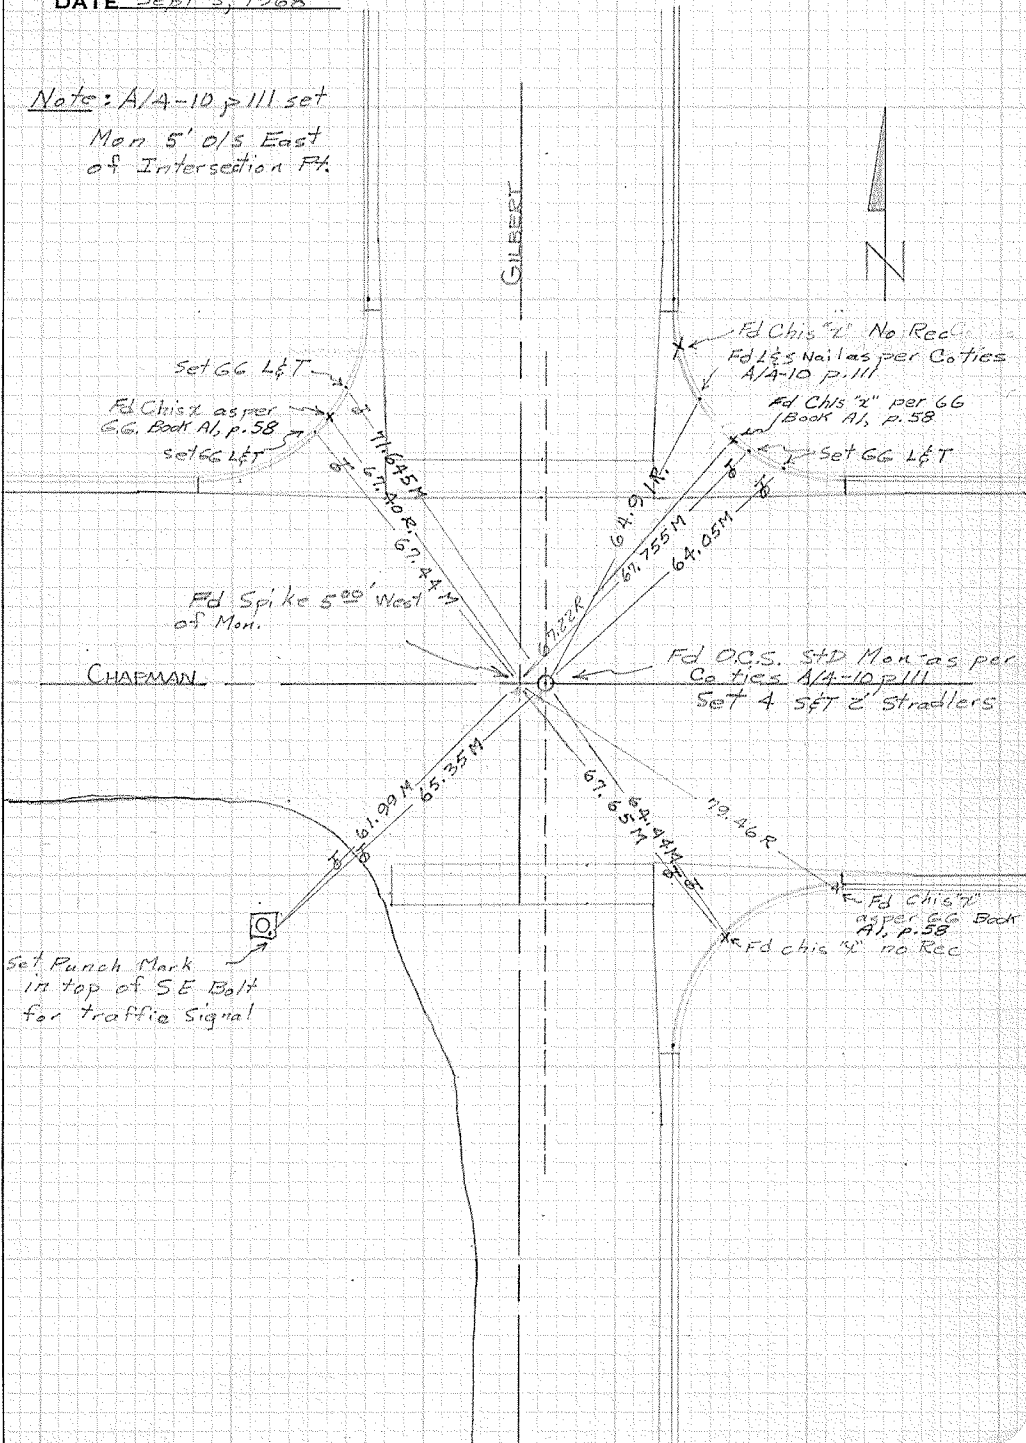 DATE Sept 5, 1968
Note: A/A-10 p 111 set
Mon 5' O/S East
of Intersection Pt.
GILBERT
N
Fd Chis "x" No Rec
Fd L&S Nail as per Co ties
A/A-10 p.111
Fd Chis "x" per GG
Book A1, p.58
Set GG L&T
Set GG L&T
Fd Chis x as per
GG. Book A1, p.58
Set GG L&T
71.645M
67.40R.
67.44M
64.91R.
67.755M
64.05M
67.22R
Fd Spike 5.00' West
of Mon.
CHAPMAN
Fd O.C.S. STD Mon as per
Co ties A/A-10 p 111
Set 4 S&T 2' Stradlers
61.99M
65.35M
67.65M
64.44M
79.46R
Fd Chis "x"
as per GG Book
A1, p.58
Fd chis "x" no Rec
Set Punch Mark
in top of SE Bolt
for traffic Signal